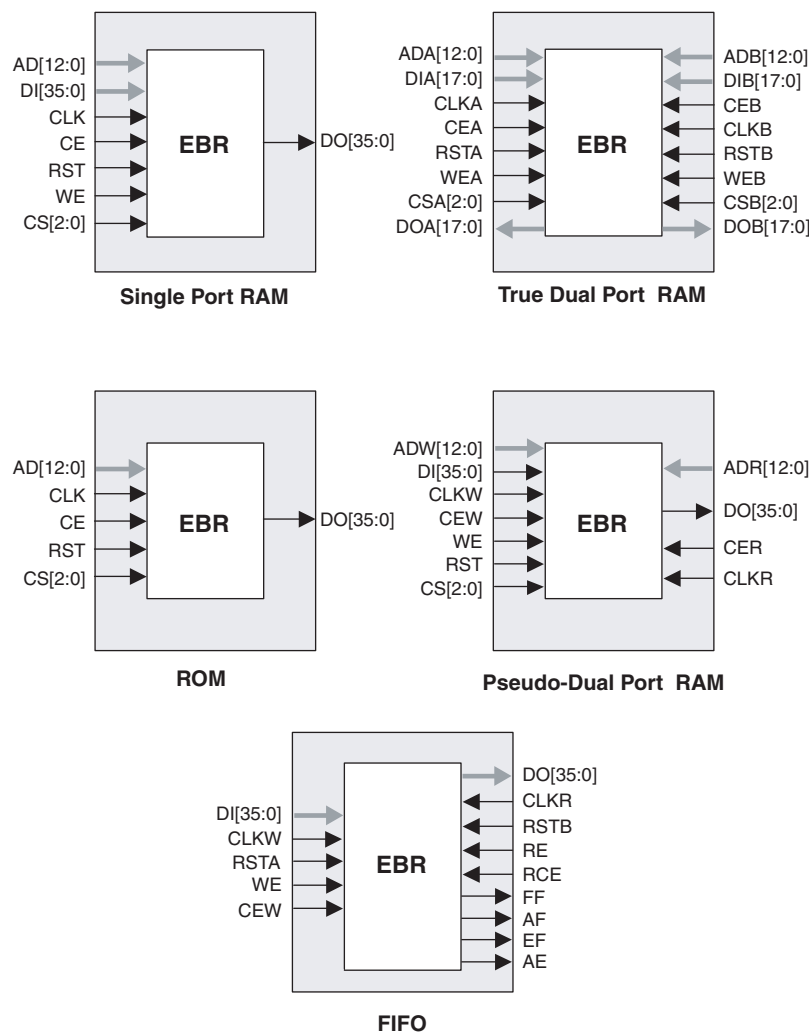 AD[12:0]
DI[35:0]
CLK
CE
RST
WE
CS[2:0]
EBR
DO[35:0]
Single Port RAM
ADA[12:0]
DIA[17:0]
CLKA
CEA
RSTA
WEA
CSA[2:0]
DOA[17:0]
EBR
ADB[12:0]
DIB[17:0]
CEB
CLKB
RSTB
WEB
CSB[2:0]
DOB[17:0]
True Dual Port RAM
AD[12:0]
CLK
CE
RST
CS[2:0]
EBR
DO[35:0]
ROM
ADW[12:0]
DI[35:0]
CLKW
CEW
WE
RST
CS[2:0]
EBR
ADR[12:0]
DO[35:0]
CER
CLKR
Pseudo-Dual Port RAM
DI[35:0]
CLKW
RSTA
WE
CEW
EBR
DO[35:0]
CLKR
RSTB
RE
RCE
FF
AF
EF
AE
FIFO